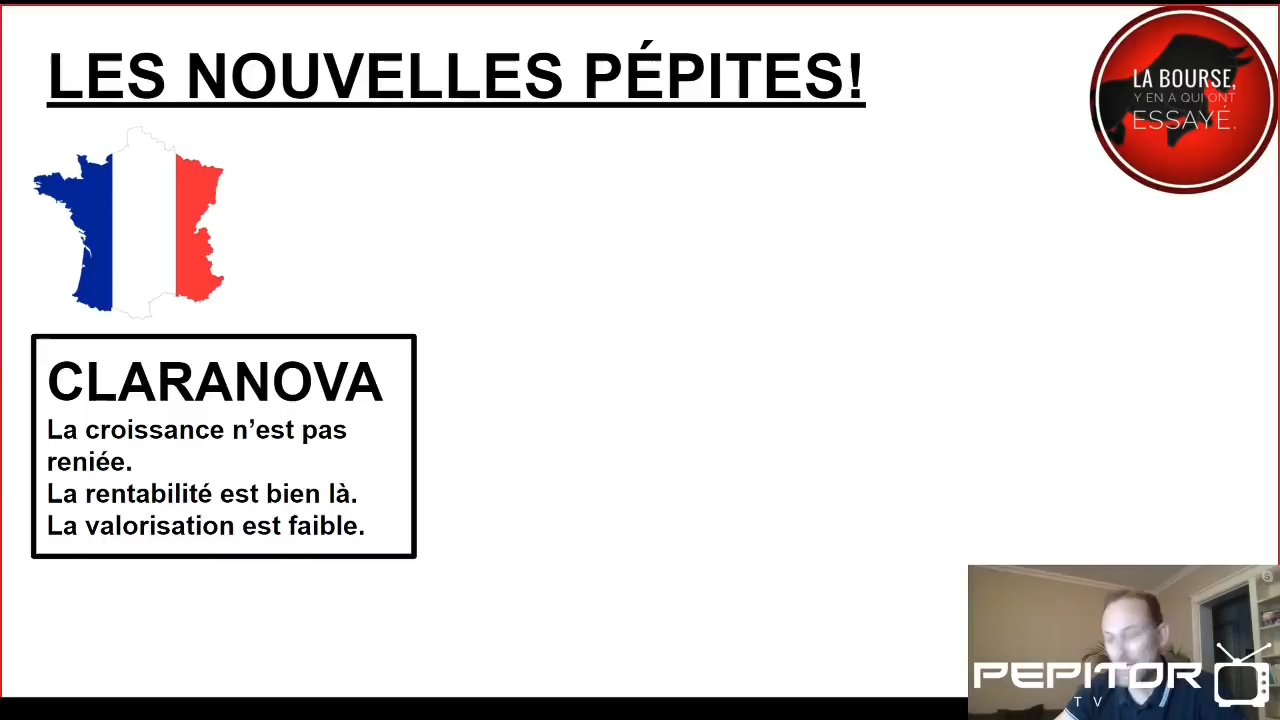 LES NOUVELLES PÉPITES!
LA BOURSE,
Y EN A QUI ONT
ESSAYÉ.
CLARANOVA
La croissance n’est pas
reniée.
La rentabilité est bien là.
La valorisation est faible.
PEPITOR
TV